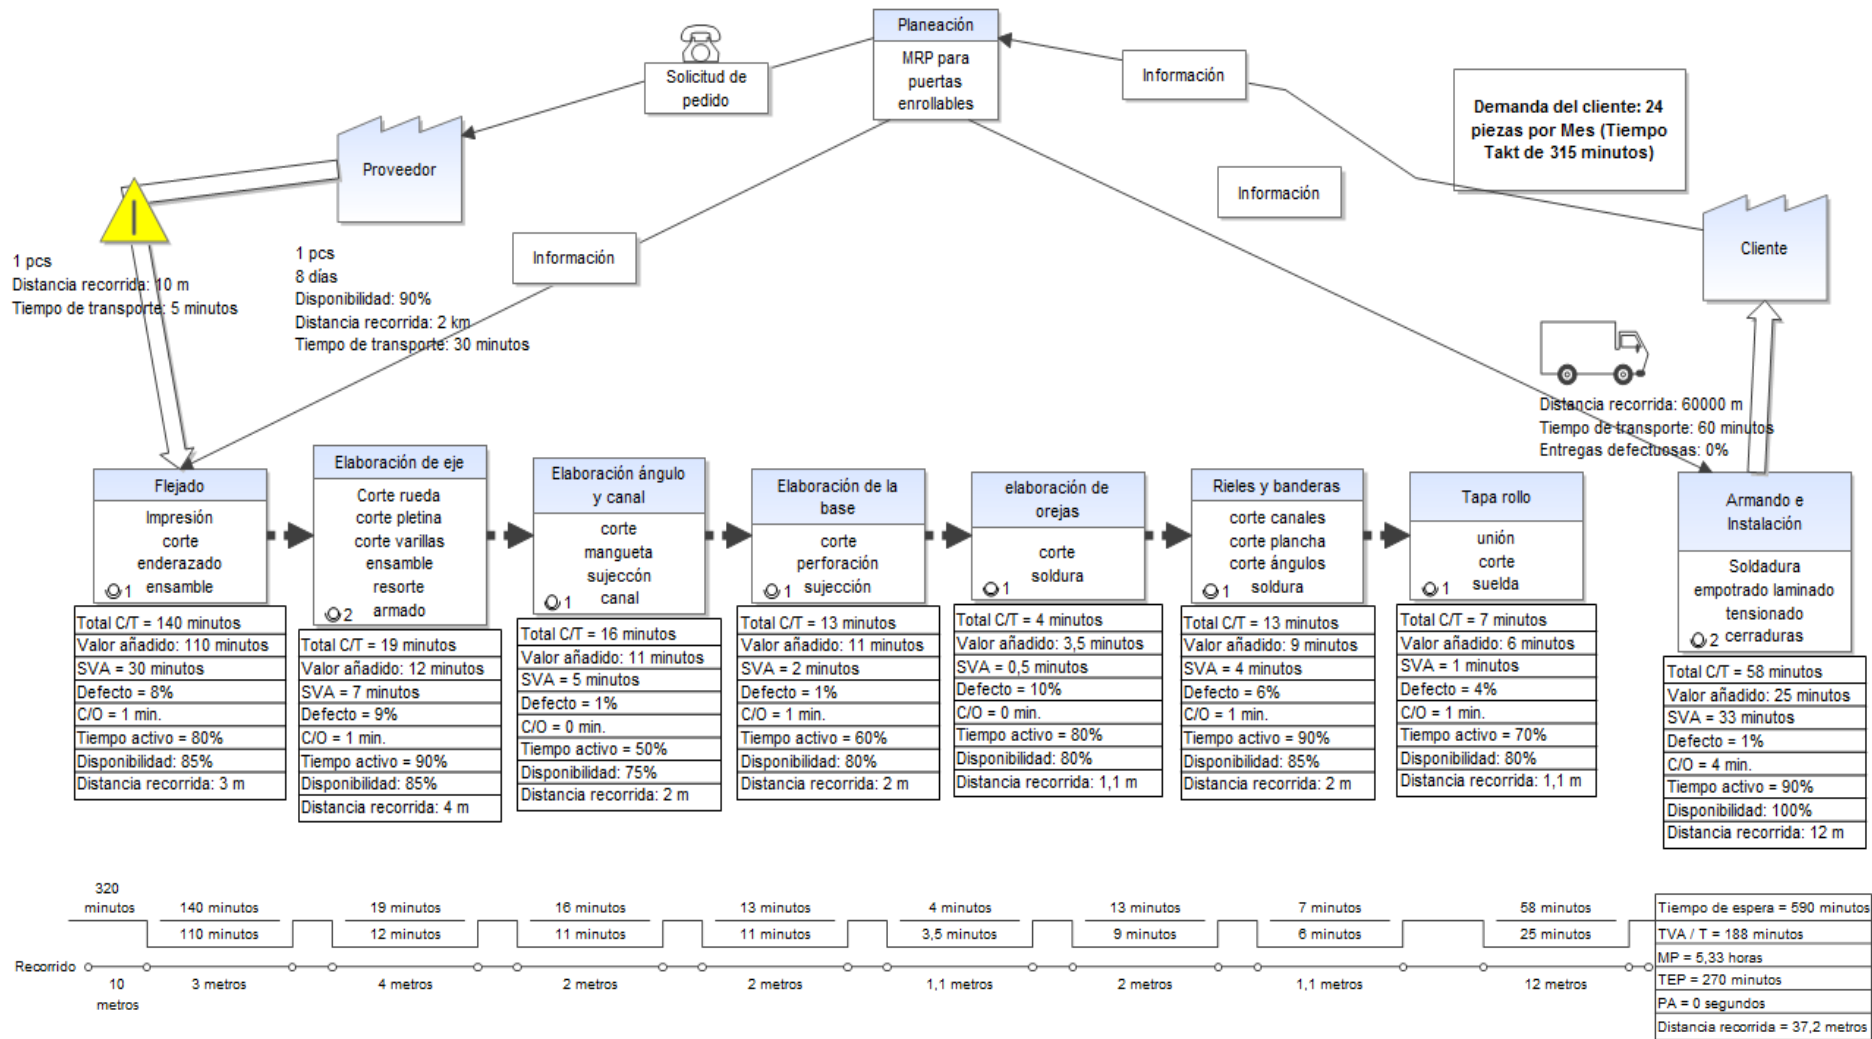 Planeación
MRP para
puertas
enrollables
Solicitud de
pedido
Información
Demanda del cliente: 24
piezas por Mes (Tiempo
Takt de 315 minutos)
Proveedor
Información
Cliente
Información
1 pcs
Distancia recorrida: 10 m
Tiempo de transporte: 5 minutos
1 pcs
8 días
Disponibilidad: 90%
Distancia recorrida: 2 km
Tiempo de transporte: 30 minutos
Distancia recorrida: 60000 m
Tiempo de transporte: 60 minutos
Entregas defectuosas: 0%
Flejado
Impresión
corte
enderazado
ensamble
1
Total C/T = 140 minutos
Valor añadido: 110 minutos
SVA = 30 minutos
Defecto = 8%
C/O = 1 min.
Tiempo activo = 80%
Disponibilidad: 85%
Distancia recorrida: 3 m
Elaboración de eje
Corte rueda
corte pletina
corte varillas
ensamble
resorte
armado
2
Total C/T = 19 minutos
Valor añadido: 12 minutos
SVA = 7 minutos
Defecto = 9%
C/O = 1 min.
Tiempo activo = 90%
Disponibilidad: 85%
Distancia recorrida: 4 m
Elaboración ángulo
y canal
corte
mangueta
sujeccón
canal
1
Total C/T = 16 minutos
Valor añadido: 11 minutos
SVA = 5 minutos
Defecto = 1%
C/O = 0 min.
Tiempo activo = 50%
Disponibilidad: 75%
Distancia recorrida: 2 m
Elaboración de la
base
corte
perforación
sujección
1
Total C/T = 13 minutos
Valor añadido: 11 minutos
SVA = 2 minutos
Defecto = 1%
C/O = 1 min.
Tiempo activo = 60%
Disponibilidad: 80%
Distancia recorrida: 2 m
elaboración de
orejas
corte
soldura
1
Total C/T = 4 minutos
Valor añadido: 3,5 minutos
SVA = 0,5 minutos
Defecto = 10%
C/O = 0 min.
Tiempo activo = 80%
Disponibilidad: 80%
Distancia recorrida: 1,1 m
Rieles y banderas
corte canales
corte plancha
corte ángulos
soldura
1
Total C/T = 13 minutos
Valor añadido: 9 minutos
SVA = 4 minutos
Defecto = 6%
C/O = 1 min.
Tiempo activo = 90%
Disponibilidad: 85%
Distancia recorrida: 2 m
Tapa rollo
unión
corte
suelda
1
Total C/T = 7 minutos
Valor añadido: 6 minutos
SVA = 1 minutos
Defecto = 4%
C/O = 1 min.
Tiempo activo = 70%
Disponibilidad: 80%
Distancia recorrida: 1,1 m
Armando e
Instalación
Soldadura
empotrado laminado
tensionado
cerraduras
2
Total C/T = 58 minutos
Valor añadido: 25 minutos
SVA = 33 minutos
Defecto = 1%
C/O = 4 min.
Tiempo activo = 90%
Disponibilidad: 100%
Distancia recorrida: 12 m
320
minutos
140 minutos
19 minutos
16 minutos
13 minutos
4 minutos
13 minutos
7 minutos
58 minutos
110 minutos
12 minutos
11 minutos
11 minutos
3,5 minutos
9 minutos
6 minutos
25 minutos
Recorrido
10
metros
3 metros
4 metros
2 metros
2 metros
1,1 metros
2 metros
1,1 metros
12 metros
Tiempo de espera = 590 minutos
TVA / T = 188 minutos
MP = 5,33 horas
TEP = 270 minutos
PA = 0 segundos
Distancia recorrida = 37,2 metros